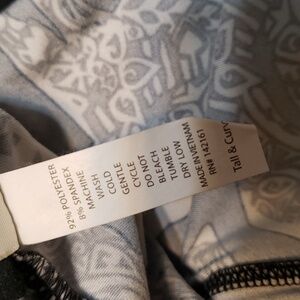 92% POLYESTER
8% SPANDEX
MACHINE
WASH
COLD
GENTLE
CYCLE
DO NOT
BLEACH
TUMBLE
DRY LOW
MADE IN VIETNAM
RN# 142161
Tall & Curvy